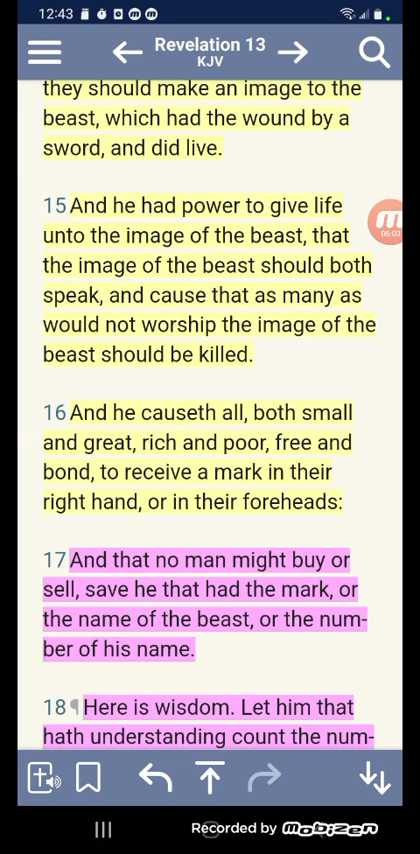 12:43
Revelation 13
KJV
they should make an image to the
beast, which had the wound by a
sword, and did live.
15 And he had power to give life
unto the image of the beast, that
the image of the beast should both
speak, and cause that as many as
would not worship the image of the
beast should be killed.
06:03
16 And he causeth all, both small
and great, rich and poor, free and
bond, to receive a mark in their
right hand, or in their foreheads:
17 And that no man might buy or
sell, save he that had the mark, or
the name of the beast, or the num-
ber of his name.
18 ¶ Here is wisdom. Let him that
hath understanding count the num-
Recorded by mobizen